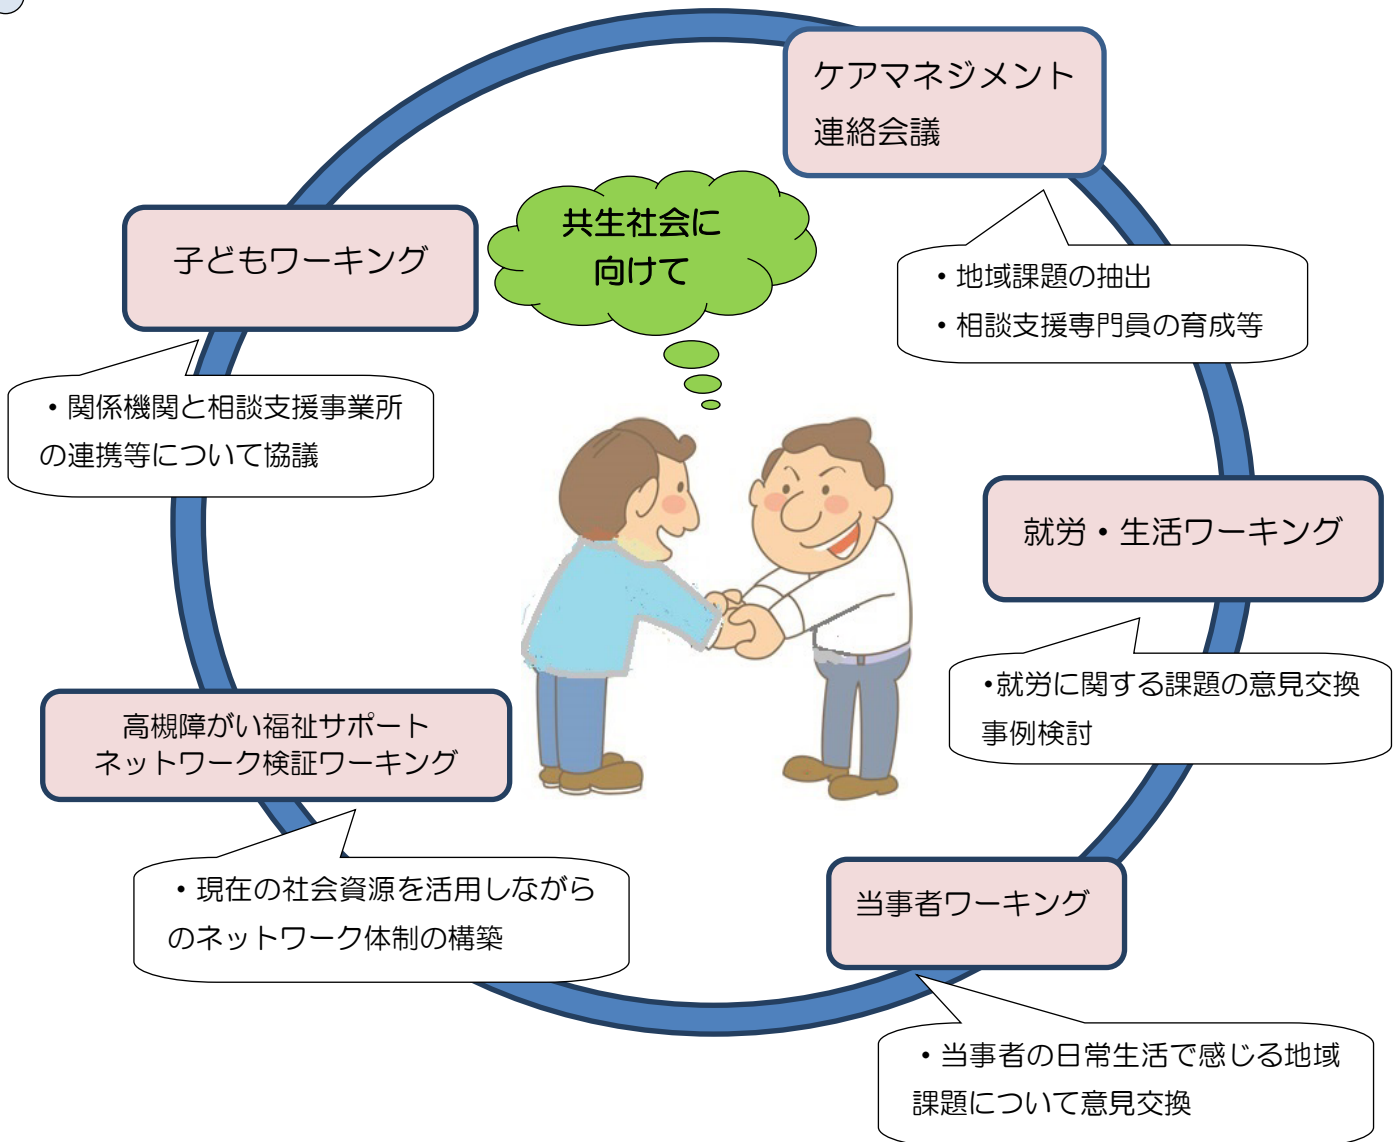 ケアマネジメント
連絡会議
・地域課題の抽出
・相談支援専門員の育成等
共生社会に
向けて
子どもワーキング
・関係機関と相談支援事業所
の連携等について協議
就労・生活ワーキング
・就労に関する課題の意見交換
事例検討
高槻障がい福祉サポート
ネットワーク検証ワーキング
・現在の社会資源を活用しながら
のネットワーク体制の構築
当事者ワーキング
・当事者の日常生活で感じる地域
課題について意見交換